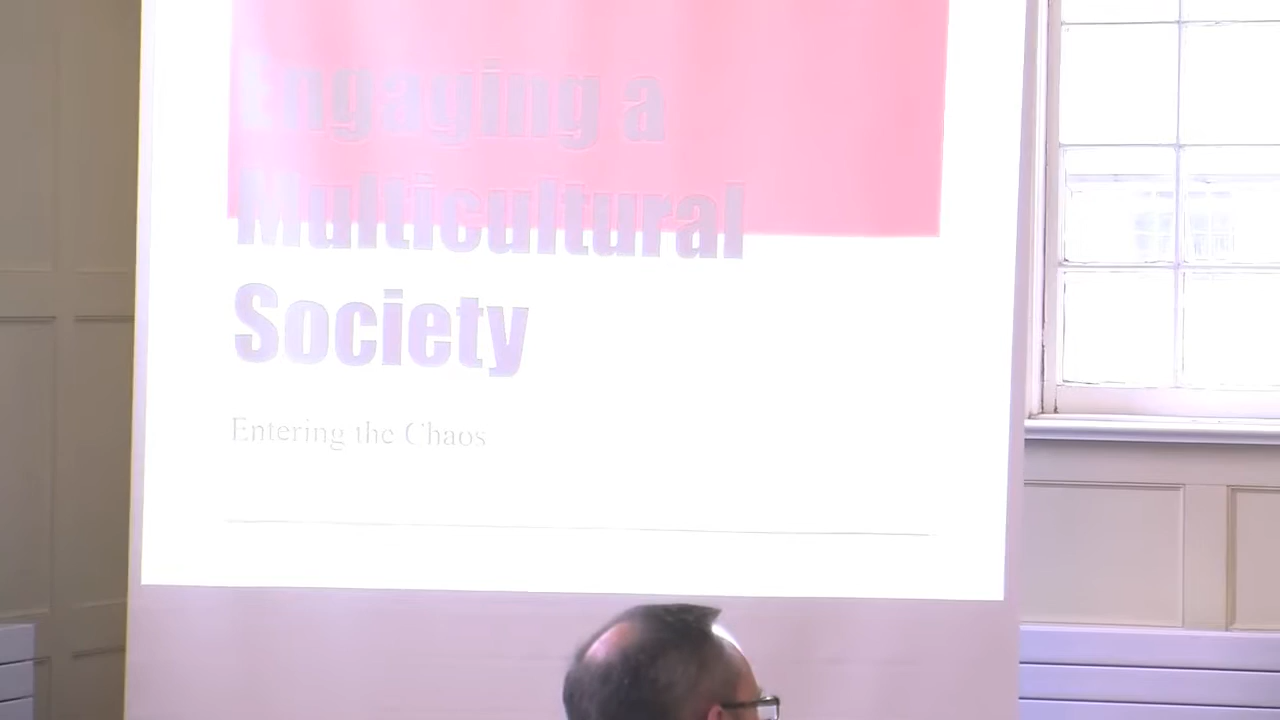 Engaging a
Multicultural
Society
Entering the Chaos